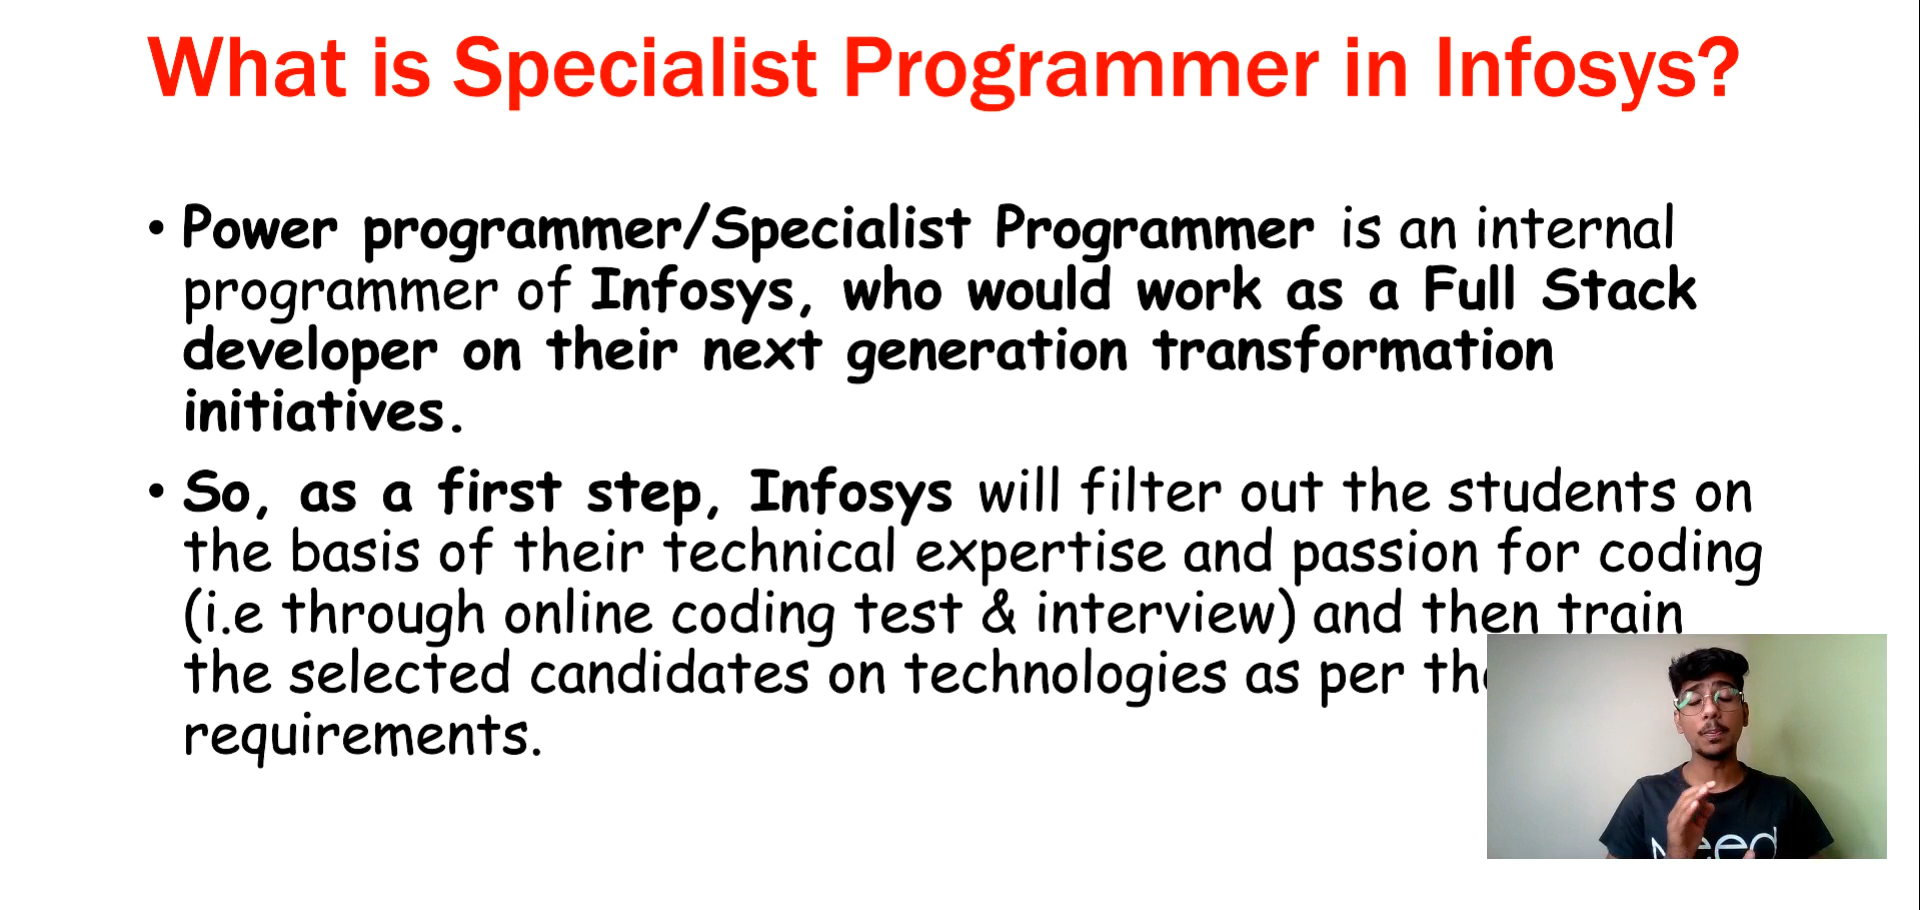 What is Specialist Programmer in Infosys?
• Power programmer/Specialist Programmer is an internal
programmer of Infosys, who would work as a Full Stack
developer on their next generation transformation
initiatives.
• So, as a first step, Infosys will filter out the students on
the basis of their technical expertise and passion for coding
(i.e through online coding test & interview) and then train
the selected candidates on technologies as per
requirements.